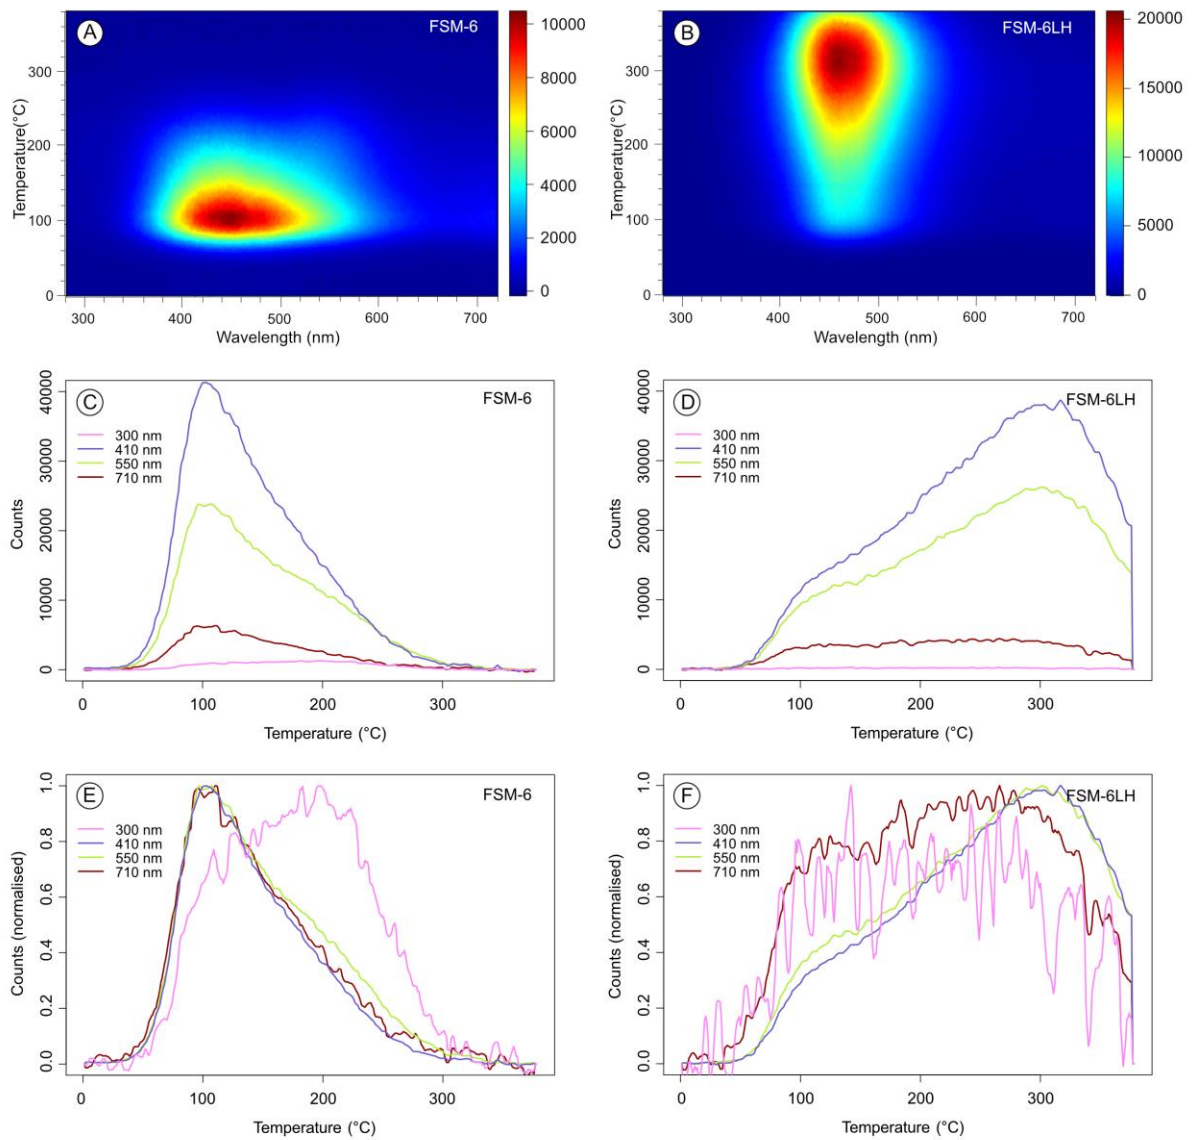 A
FSM-6
Temperature(°C)
300
200
100
0
300
400
500
600
700
Wavelength (nm)
10000
8000
6000
4000
2000
0
B
FSM-6LH
Temperature(°C)
300
200
100
0
300
400
500
600
700
Wavelength (nm)
20000
15000
10000
5000
0
C
FSM-6
300 nm
410 nm
550 nm
710 nm
Counts
40000
30000
20000
10000
0
0
100
200
300
Temperature (°C)
D
FSM-6LH
300 nm
410 nm
550 nm
710 nm
Counts
40000
30000
20000
10000
0
0
100
200
300
Temperature (°C)
E
FSM-6
300 nm
410 nm
550 nm
710 nm
Counts (normalised)
1.0
0.8
0.6
0.4
0.2
0.0
0
100
200
300
Temperature (°C)
F
FSM-6LH
300 nm
410 nm
550 nm
710 nm
Counts (normalised)
1.0
0.8
0.6
0.4
0.2
0.0
0
100
200
300
Temperature (°C)